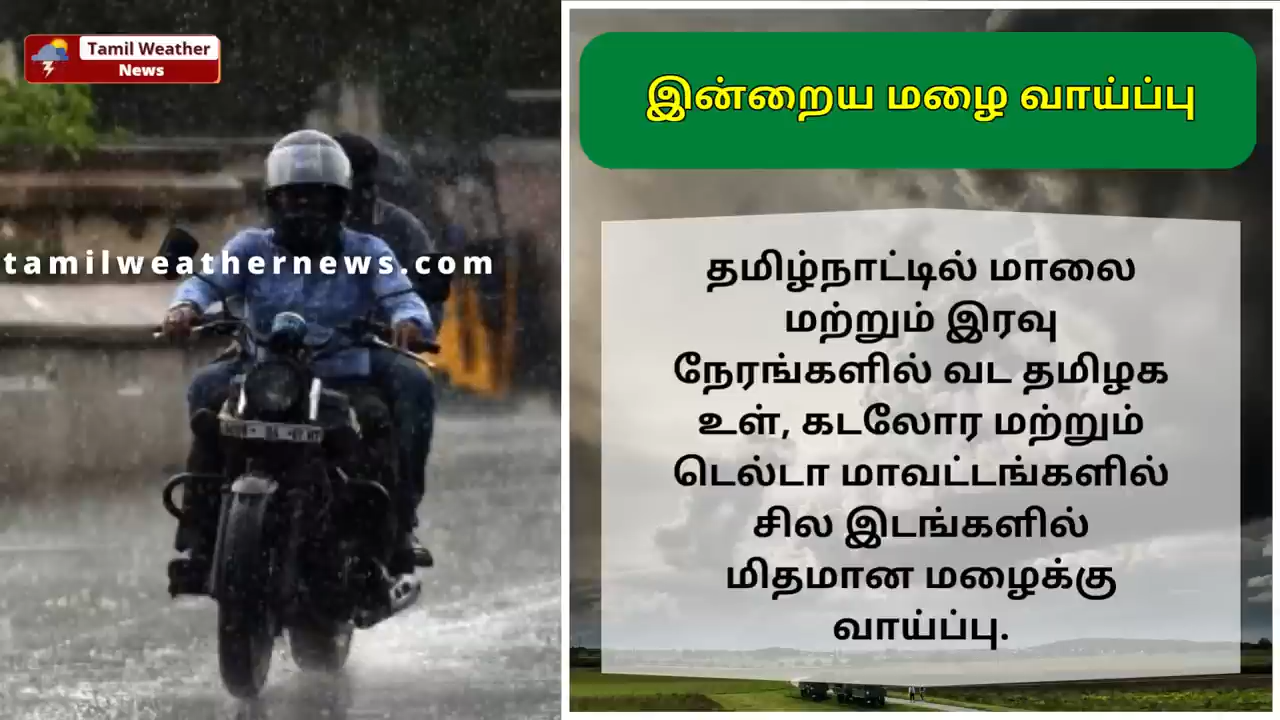 Tamil Weather
News
tamilweathernews.com
இன்றைய மழை வாய்ப்பு
தமிழ்நாட்டில் மாலை
மற்றும் இரவு
நேரங்களில் வட தமிழக
உள், கடலோர மற்றும்
டெல்டா மாவட்டங்களில்
சில இடங்களில்
மிதமான மழைக்கு
வாய்ப்பு.